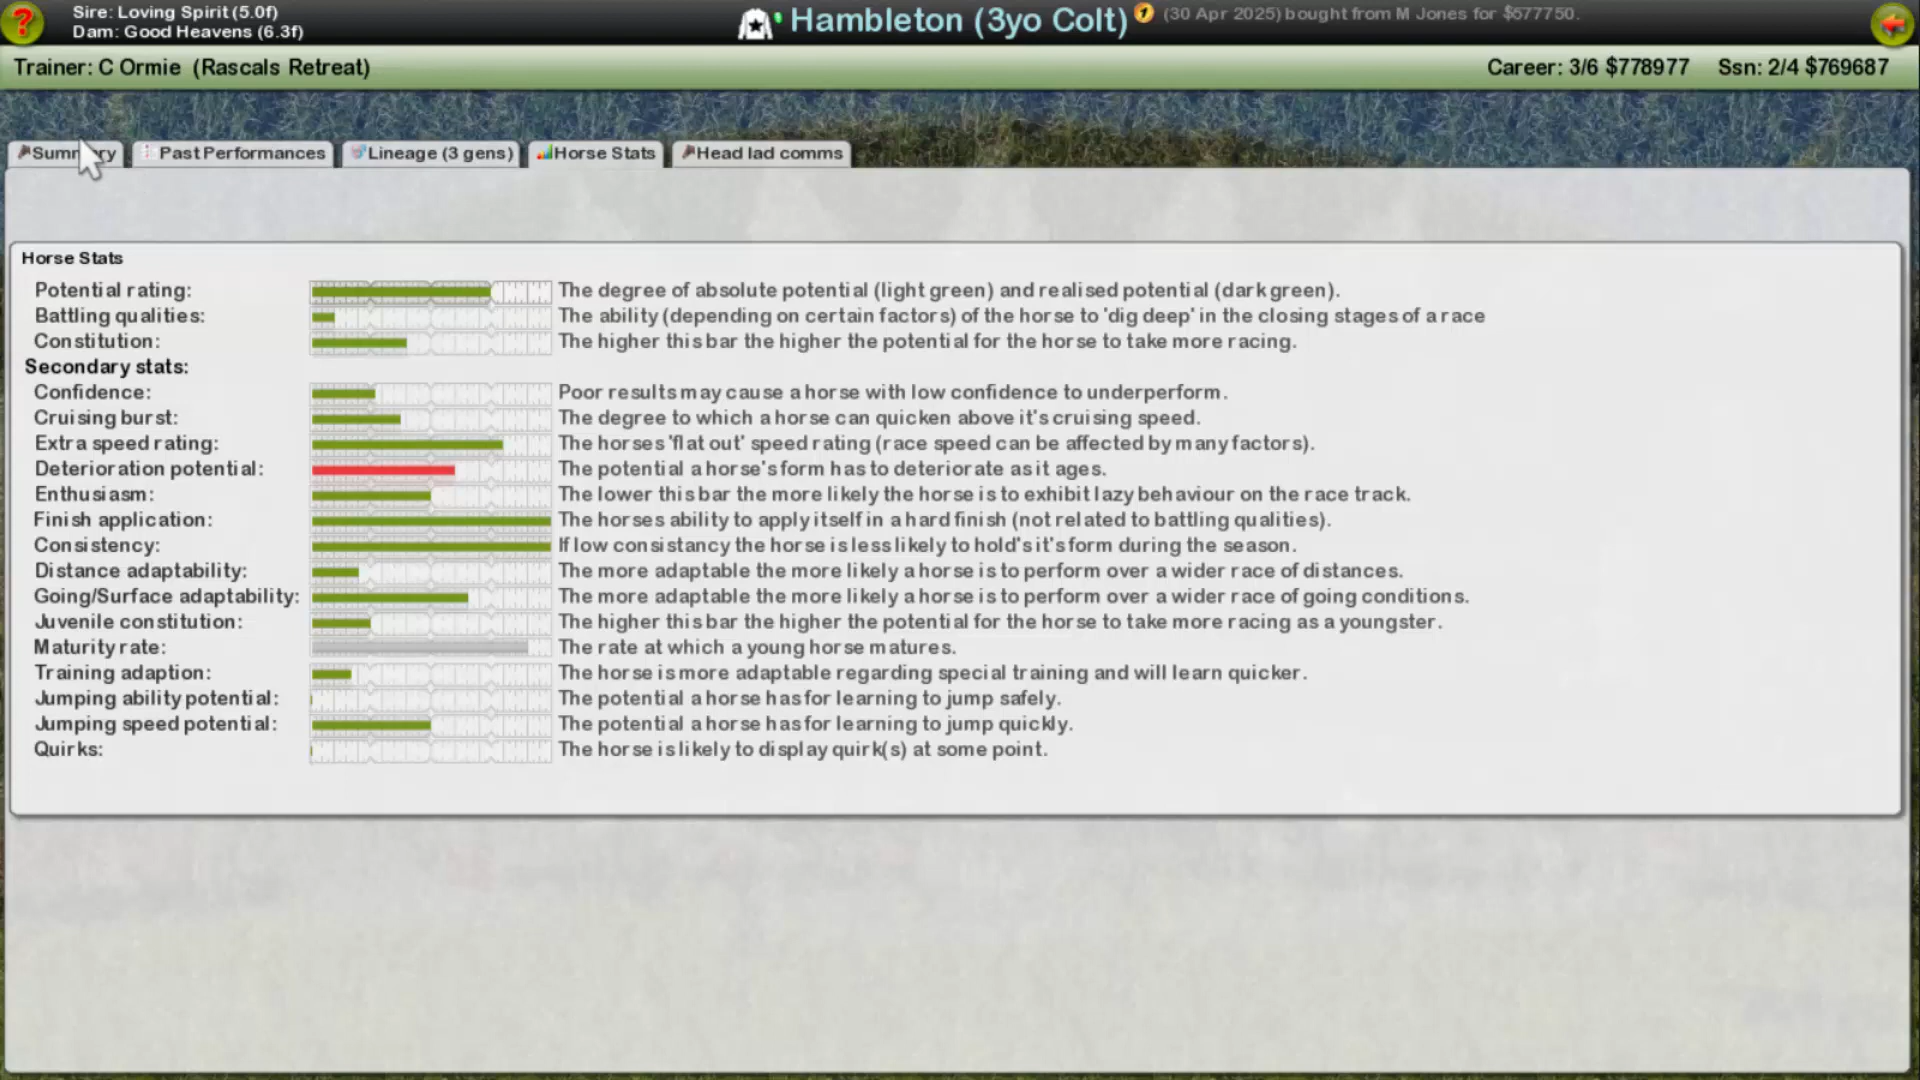 Sire: Loving Spirit (5.0f)
Dam: Good Heavens (6.3f)
Hambleton (3yo Colt)
(30 Apr 2025) bought from M Jones for $577750.
Trainer: C Ormie (Rascals Retreat)
Career: 3/6 $778977 Ssn: 2/4 $769687
Summary Past Performances Lineage (3 gens) Horse Stats Head lad comms
Horse Stats
Potential rating: The degree of absolute potential (light green) and realised potential (dark green).
Battling qualities: The ability (depending on certain factors) of the horse to 'dig deep' in the closing stages of a race
Constitution: The higher this bar the higher the potential for the horse to take more racing.
Secondary stats:
Confidence: Poor results may cause a horse with low confidence to underperform.
Cruising burst: The degree to which a horse can quicken above it's cruising speed.
Extra speed rating: The horses 'flat out' speed rating (race speed can be affected by many factors).
Deterioration potential: The potential a horse's form has to deteriorate as it ages.
Enthusiasm: The lower this bar the more likely the horse is to exhibit lazy behaviour on the race track.
Finish application: The horses ability to apply itself in a hard finish (not related to battling qualities).
Consistency: If low consistancy the horse is less likely to hold's it's form during the season.
Distance adaptability: The more adaptable the more likely a horse is to perform over a wider race of distances.
Going/Surface adaptability: The more adaptable the more likely a horse is to perform over a wider race of going conditions.
Juvenile constitution: The higher this bar the higher the potential for the horse to take more racing as a youngster.
Maturity rate: The rate at which a young horse matures.
Training adaption: The horse is more adaptable regarding special training and will learn quicker.
Jumping ability potential: The potential a horse has for learning to jump safely.
Jumping speed potential: The potential a horse has for learning to jump quickly.
Quirks: The horse is likely to display quirk(s) at some point.